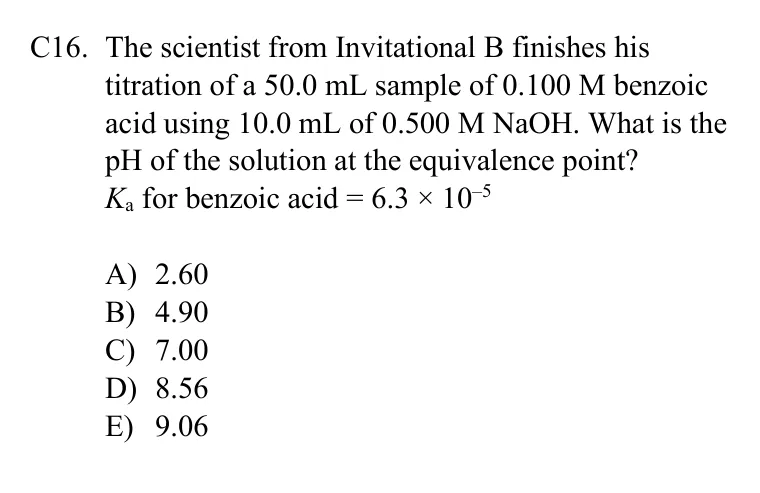 C16. The scientist from Invitational B finishes his
titration of a 50.0 mL sample of 0.100 M benzoic
acid using 10.0 mL of 0.500 M NaOH. What is the
pH of the solution at the equivalence point?
Kₐ for benzoic acid = 6.3 × 10⁻⁵
A) 2.60
B) 4.90
C) 7.00
D) 8.56
E) 9.06